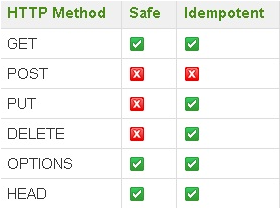 HTTP Method Safe Idempotent
GET ✅ ✅
POST ❌ ❌
PUT ❌ ✅
DELETE ❌ ✅
OPTIONS ✅ ✅
HEAD ✅ ✅